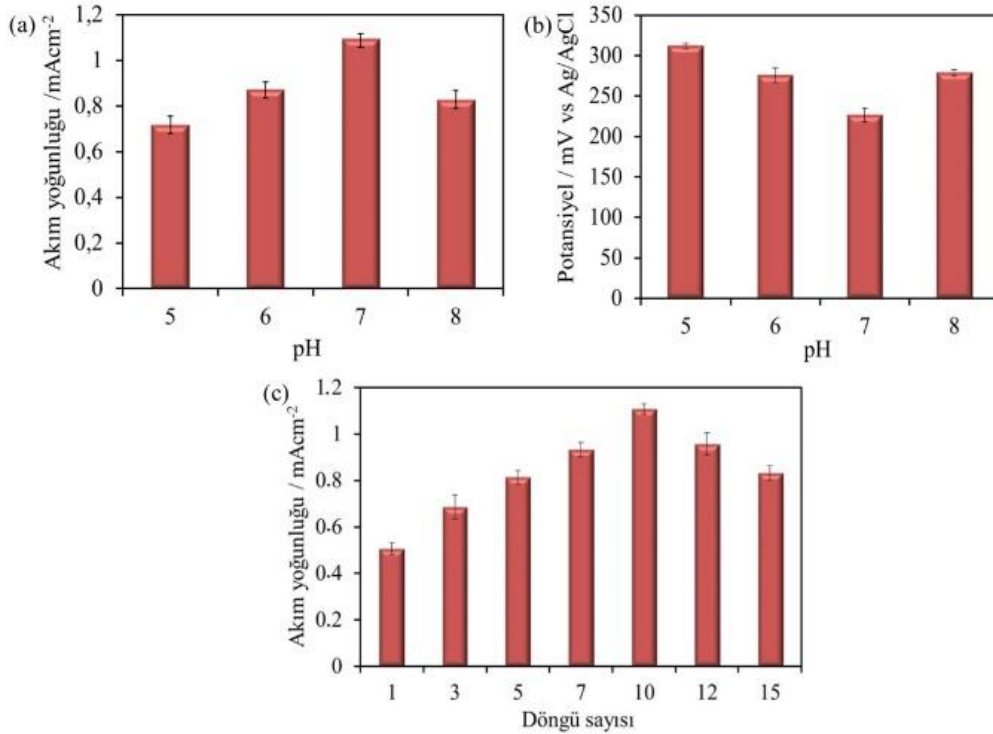 (a)
Akım yoğunluğu /mAcm-2
1,2
1
0,8
0,6
0,4
0,2
0
5 6 7 8
pH
(b)
Potansiyel / mV vs Ag/AgCl
350
300
250
200
150
100
50
0
5 6 7 8
pH
(c)
Akım yoğunluğu / mAcm-2
1.2
1
0.8
0.6
0.4
0.2
0
1 3 5 7 10 12 15
Döngü sayısı